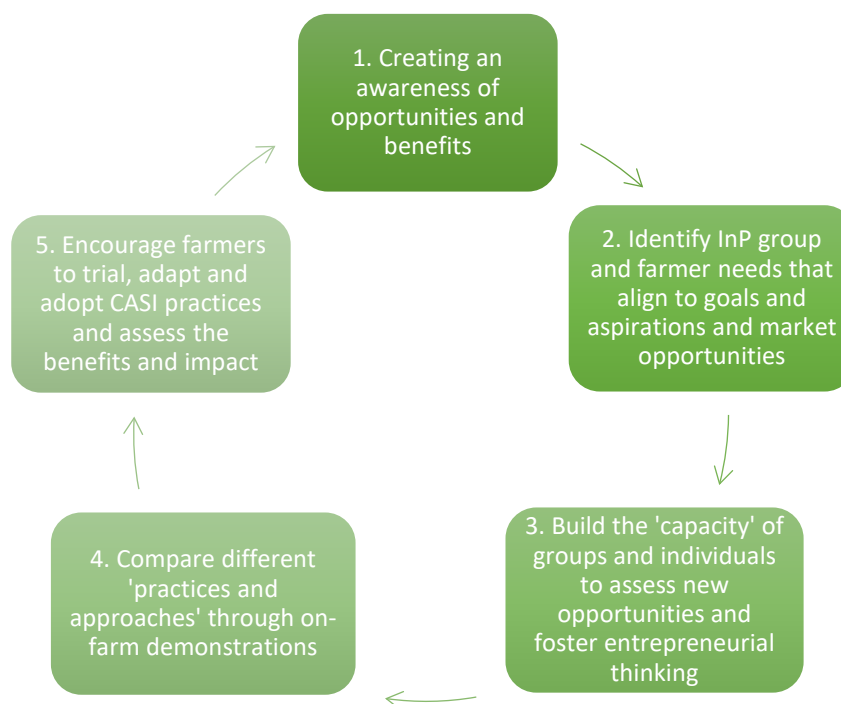 1. Creating an
awareness of
opportunities and
benefits
2. Identify InP group
and farmer needs that
align to goals and
aspirations and market
opportunities
3. Build the 'capacity' of
groups and individuals
to assess new
opportunities and
foster entrepreneurial
thinking
4. Compare different
'practices and
approaches' through on-
farm demonstrations
5. Encourage farmers
to trial, adapt and
adopt CASI practices
and assess the
benefits and impact